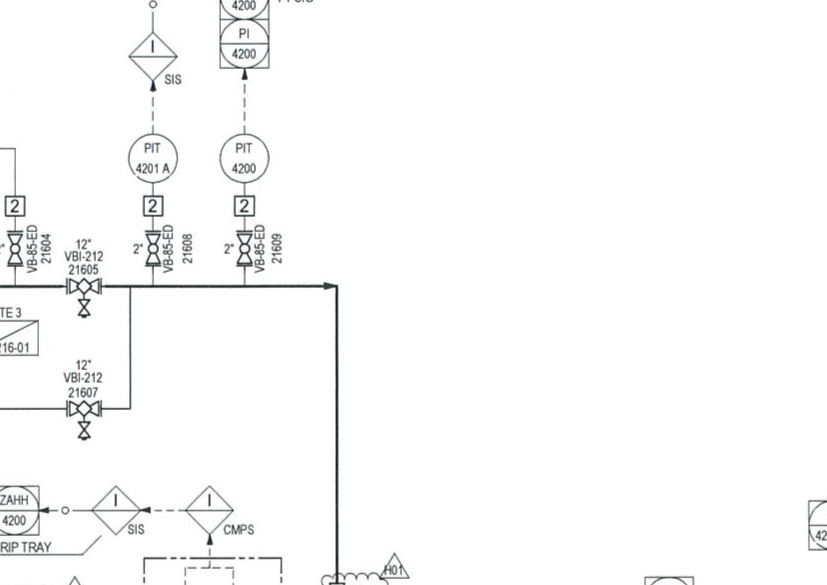 4200
PI
4200
I
SIS
PIT
4201 A
PIT
4200
2
2
2
VB-85-ED
21604
12"
VBI-212
21605
2"
VB-85-ED
21608
2"
VB-85-ED
21609
TE 3
216-01
12"
VBI-212
21607
ZAHH
4200
I
SIS
I
CMPS
RIP TRAY
H01
42